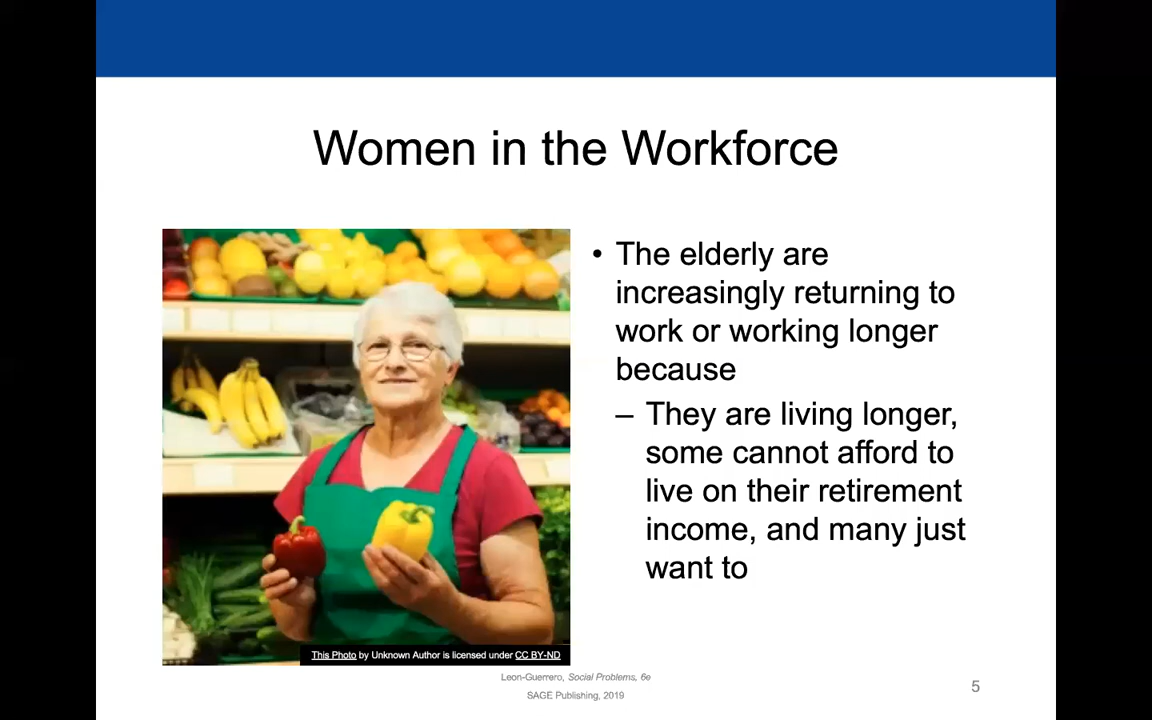 Women in the Workforce
• The elderly are
increasingly returning to
work or working longer
because
– They are living longer,
some cannot afford to
live on their retirement
income, and many just
want to
This Photo by Unknown Author is licensed under CC BY-ND
Leon-Guerrero, Social Problems, 6e
SAGE Publishing, 2019
5